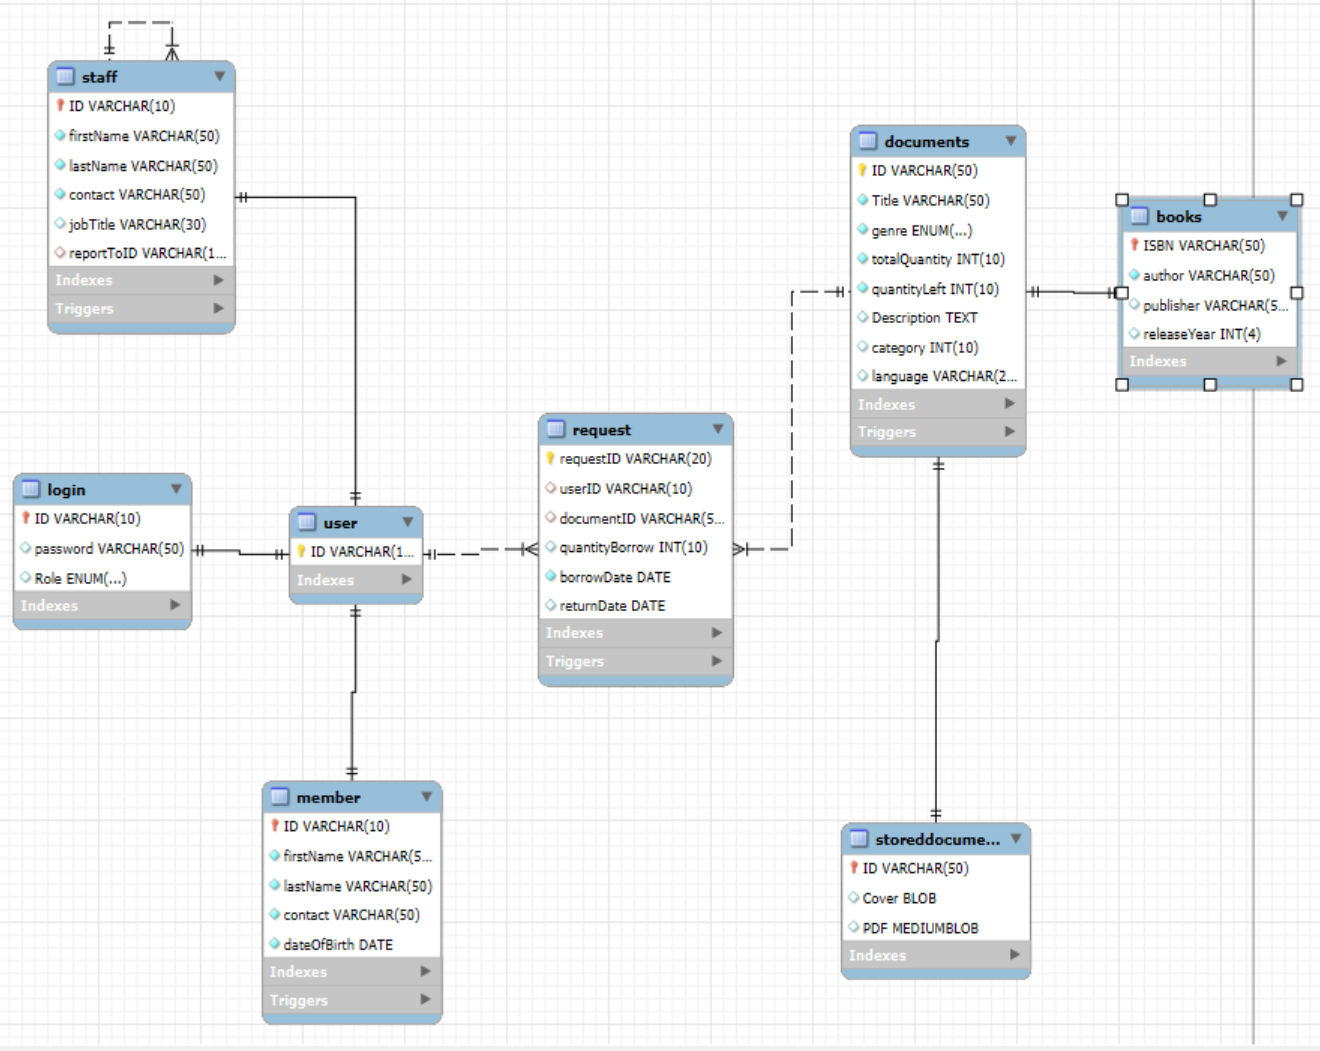 staff
ID VARCHAR(10)
firstName VARCHAR(50)
lastName VARCHAR(50)
contact VARCHAR(50)
jobTitle VARCHAR(30)
reportToID VARCHAR(1...
Indexes
Triggers
documents
ID VARCHAR(50)
Title VARCHAR(50)
genre ENUM(...)
totalQuantity INT(10)
quantityLeft INT(10)
Description TEXT
category INT(10)
language VARCHAR(2...
Indexes
Triggers
books
ISBN VARCHAR(50)
author VARCHAR(50)
publisher VARCHAR(5...
releaseYear INT(4)
Indexes
request
requestID VARCHAR(20)
userID VARCHAR(10)
documentID VARCHAR(5...
quantityBorrow INT(10)
borrowDate DATE
returnDate DATE
Indexes
Triggers
login
ID VARCHAR(10)
password VARCHAR(50)
Role ENUM(...)
Indexes
user
ID VARCHAR(1...
Indexes
member
ID VARCHAR(10)
firstName VARCHAR(5...
lastName VARCHAR(50)
contact VARCHAR(50)
dateOfBirth DATE
Indexes
Triggers
storeddocume...
ID VARCHAR(50)
Cover BLOB
PDF MEDIUMBLOB
Indexes